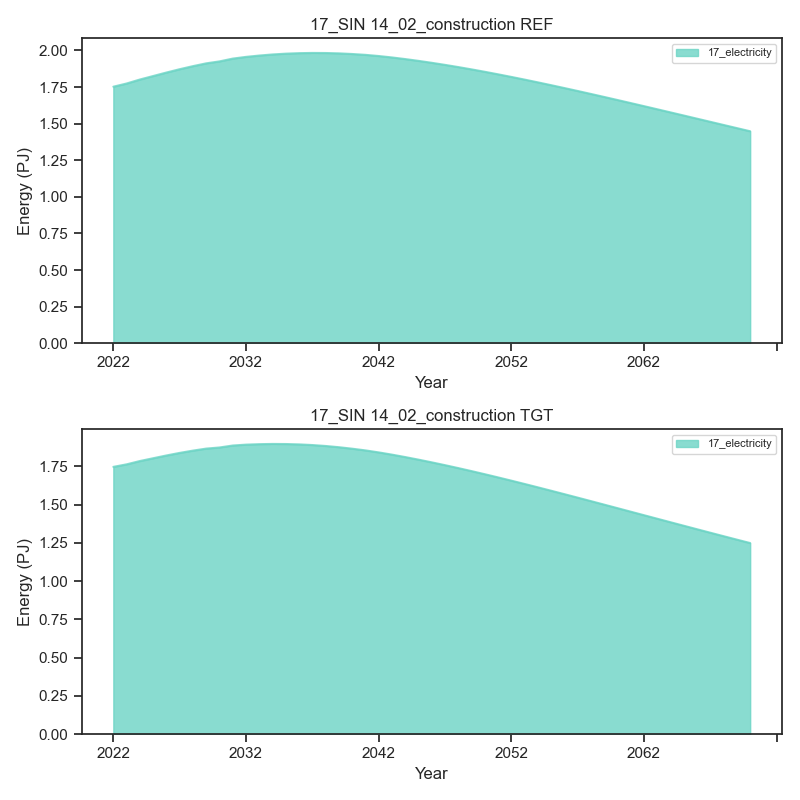 17_SIN 14_02_construction REF
17_electricity
2.00
1.75
1.50
1.25
1.00
0.75
0.50
0.25
0.00
Energy (PJ)
2022 2032 2042 2052 2062
Year
17_SIN 14_02_construction TGT
17_electricity
1.75
1.50
1.25
1.00
0.75
0.50
0.25
0.00
Energy (PJ)
2022 2032 2042 2052 2062
Year